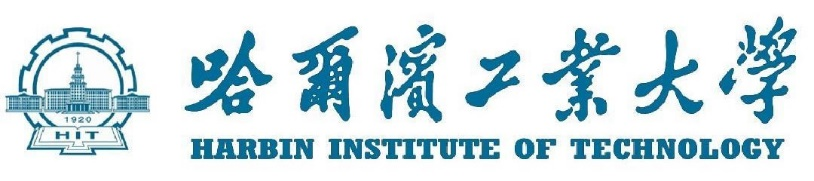 1920
HIT
哈爾濱工業大學
HARBIN INSTITUTE OF TECHNOLOGY